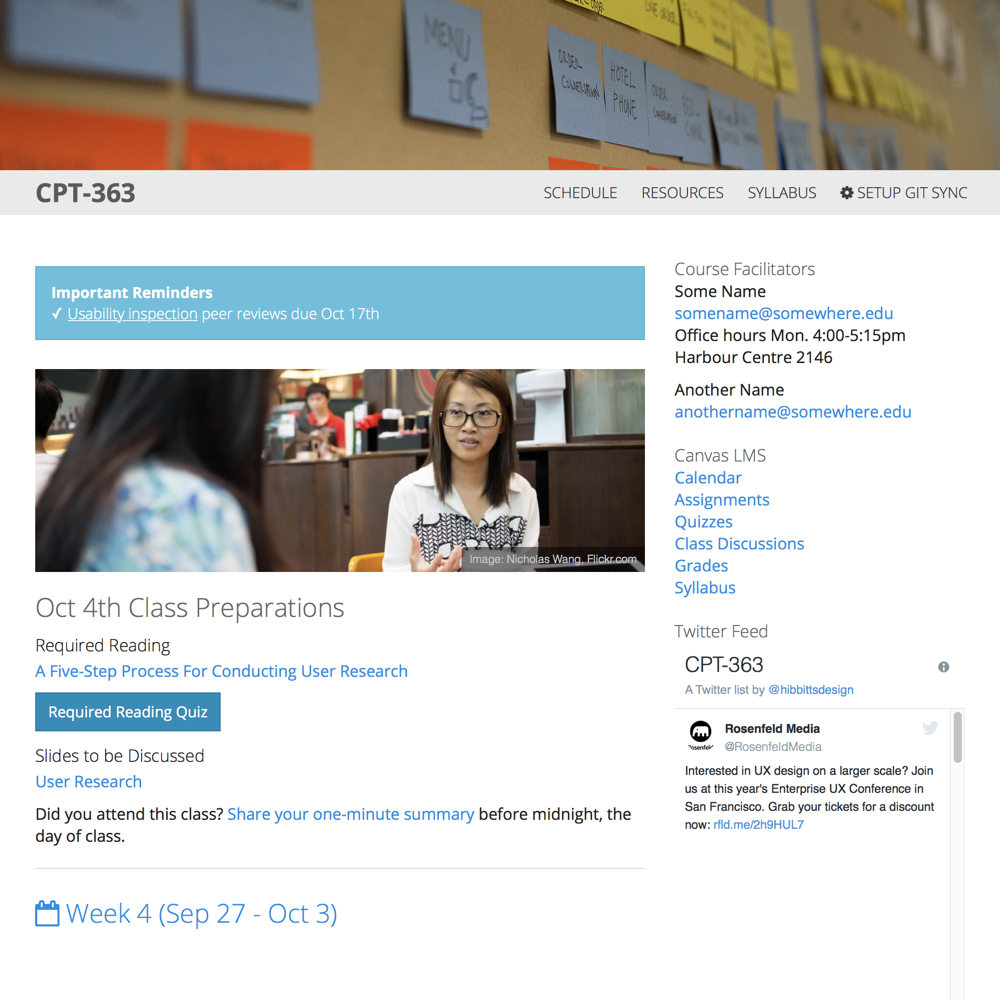 MENU
ORDER-
CONVERSATION
HOTEL
PHONE
CPT-363
SCHEDULE
RESOURCES
SYLLABUS
SETUP GIT SYNC
Important Reminders
✓ Usability inspection peer reviews due Oct 17th
Image: Nicholas Wang, Flickr.com
Oct 4th Class Preparations
Required Reading
A Five-Step Process For Conducting User Research
Required Reading Quiz
Slides to be Discussed
User Research
Did you attend this class? Share your one-minute summary before midnight, the
day of class.
Week 4 (Sep 27 - Oct 3)
Course Facilitators
Some Name
somename@somewhere.edu
Office hours Mon. 4:00-5:15pm
Harbour Centre 2146
Another Name
anothername@somewhere.edu
Canvas LMS
Calendar
Assignments
Quizzes
Class Discussions
Grades
Syllabus
Twitter Feed
CPT-363
A Twitter list by @hibbittsdesign
Rosenfeld Media
@RosenfeldMedia
Interested in UX design on a larger scale? Join
us at this year's Enterprise UX Conference in
San Francisco. Grab your tickets for a discount
now: rfld.me/2h9HUL7